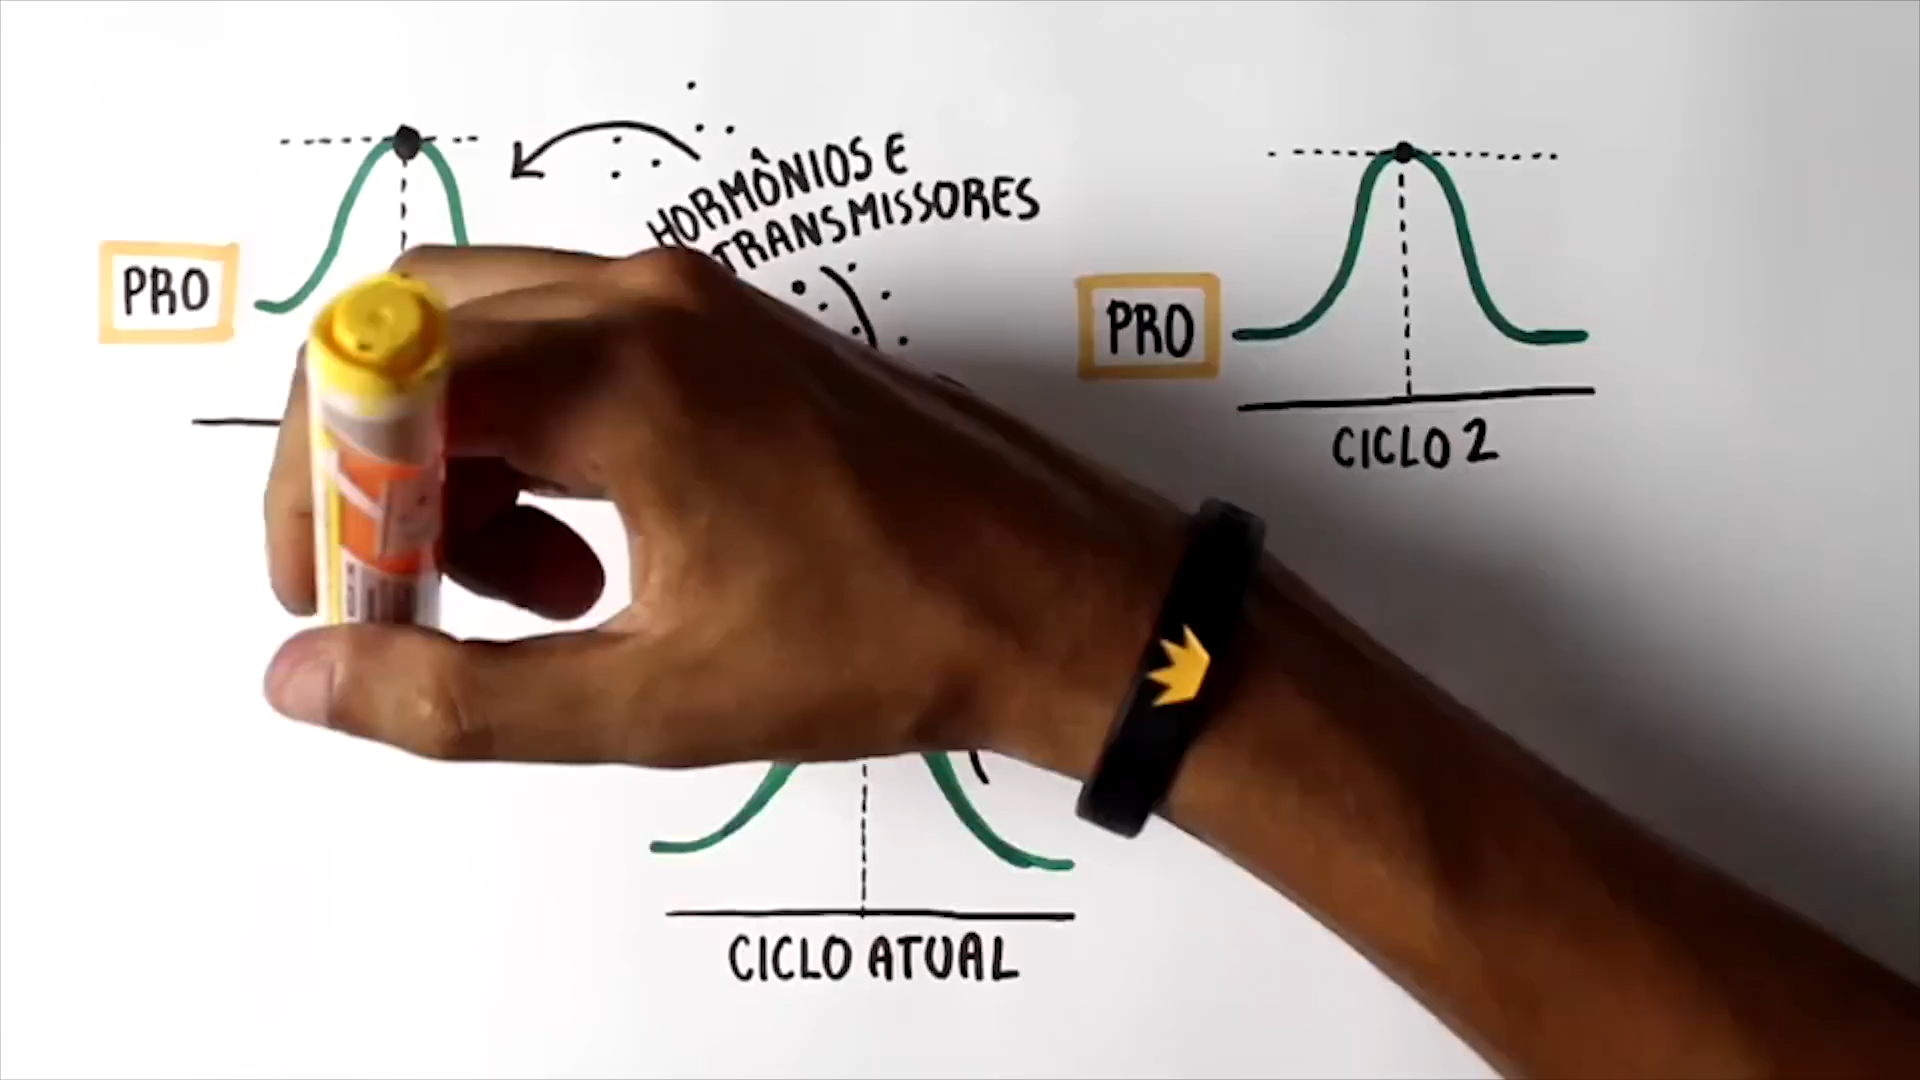 HORMÔNIOS E
TRANSMISSORES
PRO
PRO
CICLO 2
CICLO ATUAL